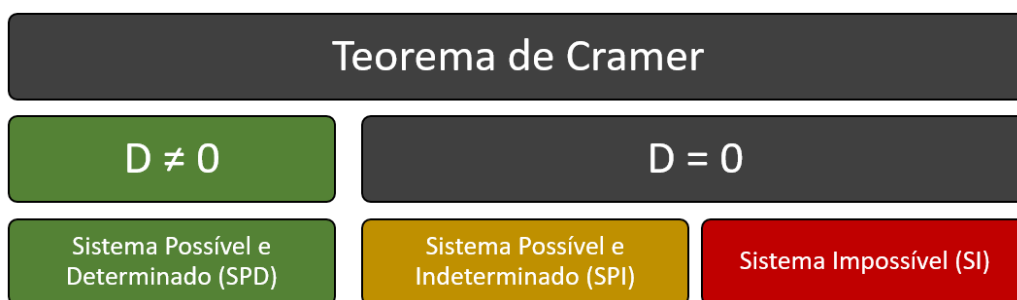 Teorema de Cramer
D ≠ 0
D = 0
Sistema Possível e
Determinado (SPD)
Sistema Possível e
Indeterminado (SPI)
Sistema Impossível (SI)